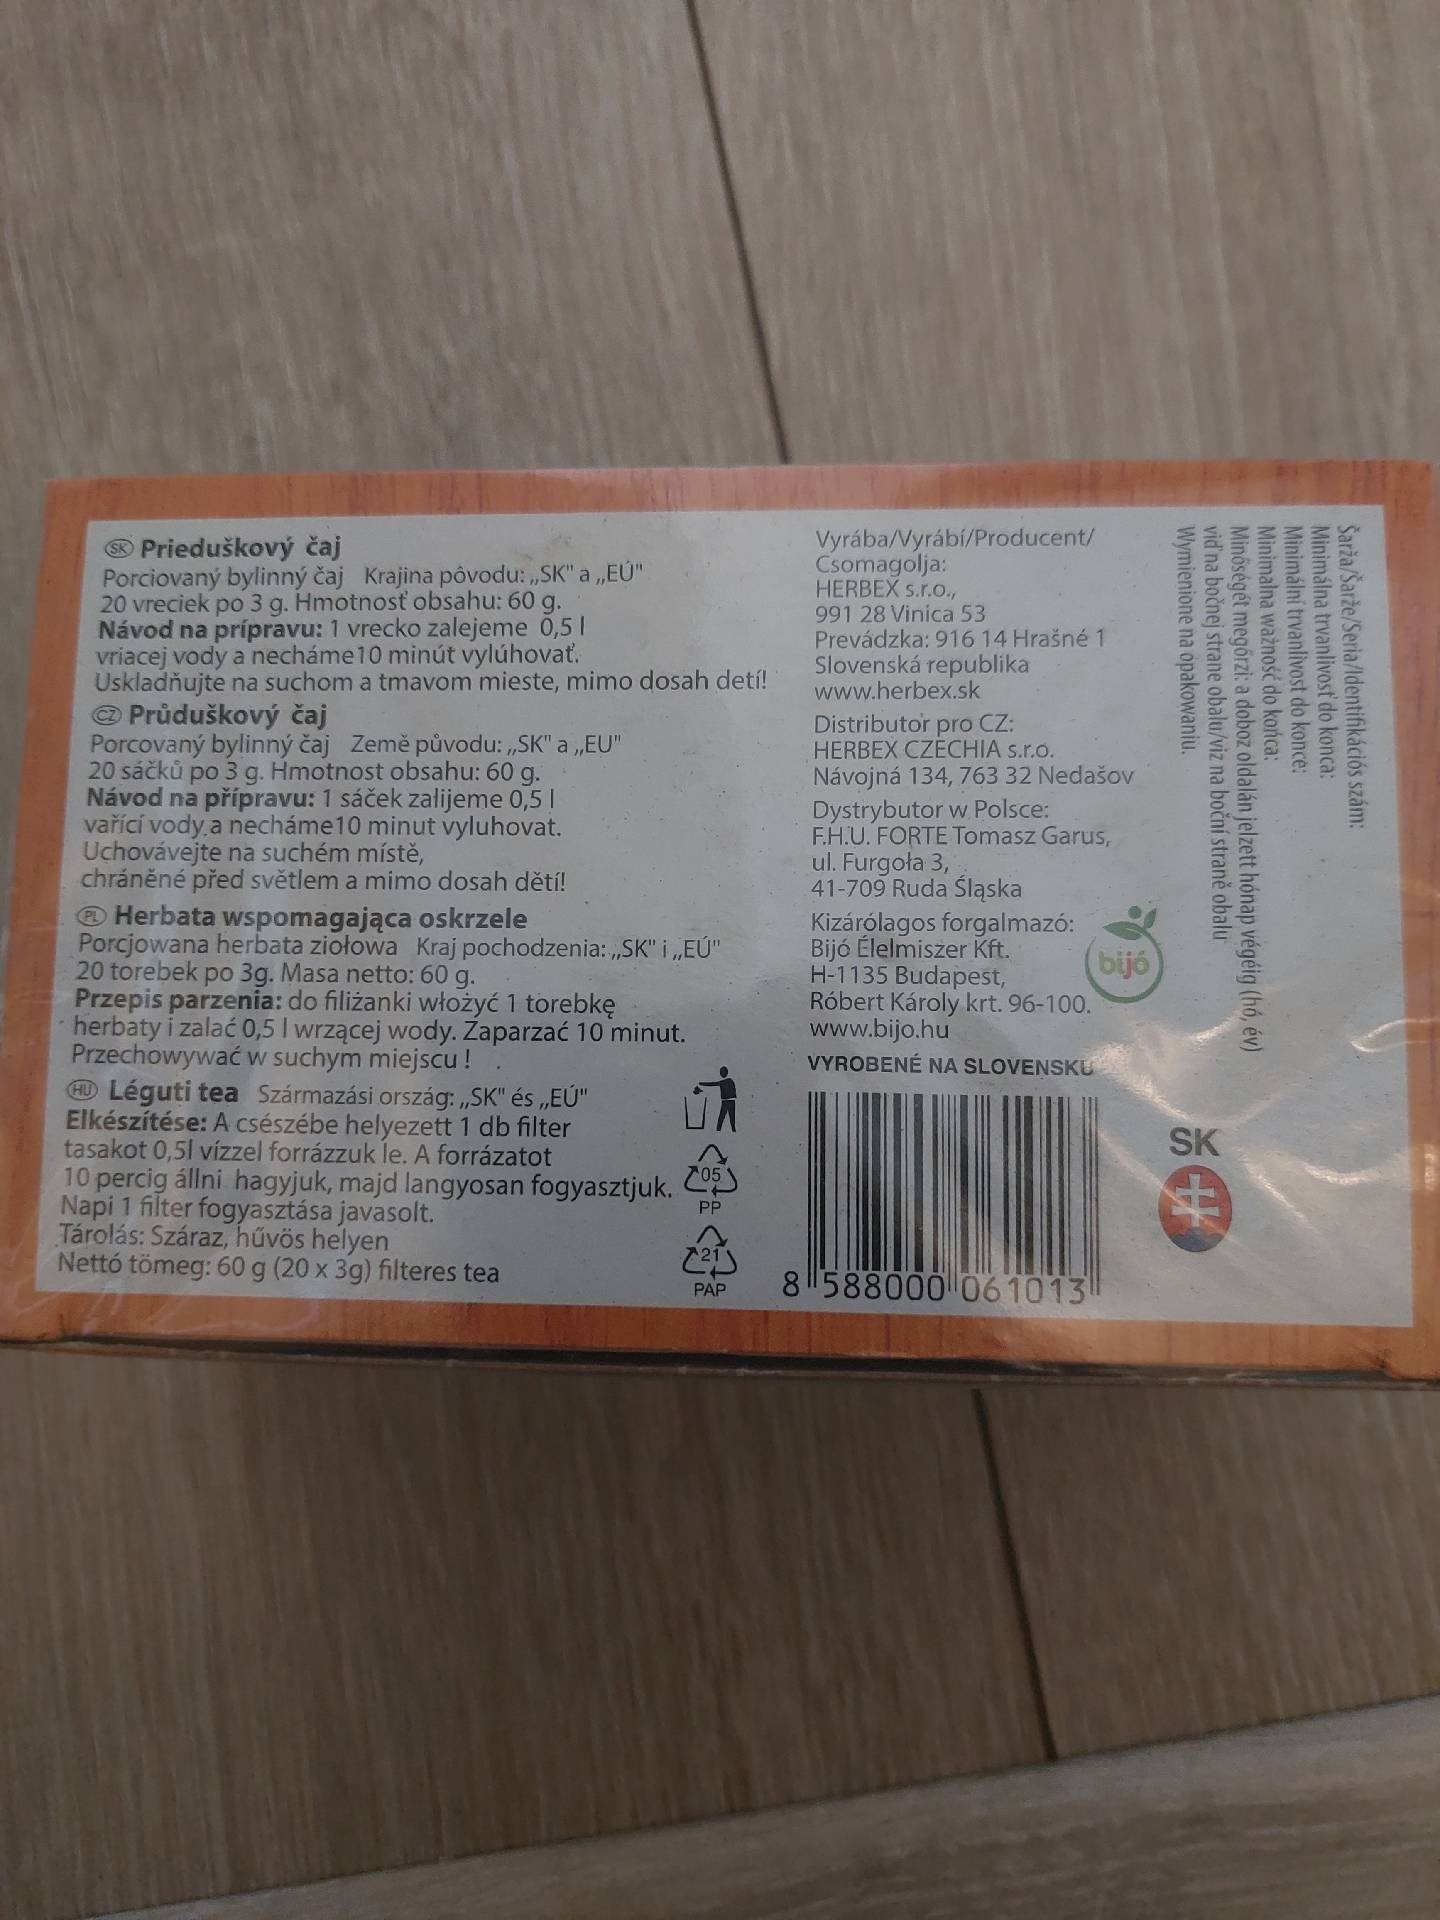 SK Prieduškový čaj
Porciovaný bylinný čaj Krajina pôvodu: „SK" a „EÚ"
20 vreciek po 3 g. Hmotnosť obsahu: 60 g.
Návod na prípravu: 1 vrecko zalejeme 0,5 l
vriacej vody a necháme10 minút vylúhovať.
Uskladňujte na suchom a tmavom mieste, mimo dosah detí!
CZ Průduškový čaj
Porcovaný bylinný čaj Země původu: „SK" a „EU"
20 sáčků po 3 g. Hmotnost obsahu: 60 g.
Návod na přípravu: 1 sáček zalijeme 0,5 l
vařící vody a necháme10 minut vyluhovat.
Uchovávejte na suchém místě,
chráněné před světlem a mimo dosah dětí!
PL Herbata wspomagająca oskrzele
Porcjowana herbata ziołowa Kraj pochodzenia: „SK" i „EÚ"
20 torebek po 3g. Masa netto: 60 g.
Przepis parzenia: do filiżanki włożyć 1 torebkę
herbaty i zalać 0,5 l wrzącej wody. Zaparzać 10 minut.
Przechowywać w suchym miejscu !
HU Léguti tea Származási ország: „SK" és „EÚ"
Elkészítése: A csészébe helyezett 1 db filter
tasakot 0,5l vízzel forrázzuk le. A forrázatot
10 percig állni hagyjuk, majd langyosan fogyasztjuk.
Napi 1 filter fogyasztása javasolt.
Tárolás: Száraz, hűvös helyen
Nettó tömeg: 60 g (20 x 3g) filteres tea
05
PP
21
PAP
Vyrába/Vyrábí/Producent/
Csomagolja:
HERBEX s.r.o.,
991 28 Vinica 53
Prevádzka: 916 14 Hrašné 1
Slovenská republika
www.herbex.sk
Distributor pro CZ:
HERBEX CZECHIA s.r.o.
Návojná 134, 763 32 Nedašov
Dystrybutor w Polsce:
F.H.U. FORTE Tomasz Garus,
ul. Furgoła 3,
41-709 Ruda Śląska
Kizárólagos forgalmazó:
Bijó Élelmiszer Kft.
H-1135 Budapest,
Róbert Károly krt. 96-100.
www.bijo.hu
bijó
VYROBENÉ NA SLOVENSKU
8 588000 061013
SK
Šarža/Šarže/Seria/Identifikációs szám:
Minimálna trvanlivosť do konca:
Minimální trvanlivost do konce:
Minimalna ważność do końca:
Minőségét megőrzi: a doboz oldalán jelzett hónap végéig (hó, év)
viď na bočnej strane obalu/viz na boční straně obalu
Wymienione na opakowaniu.